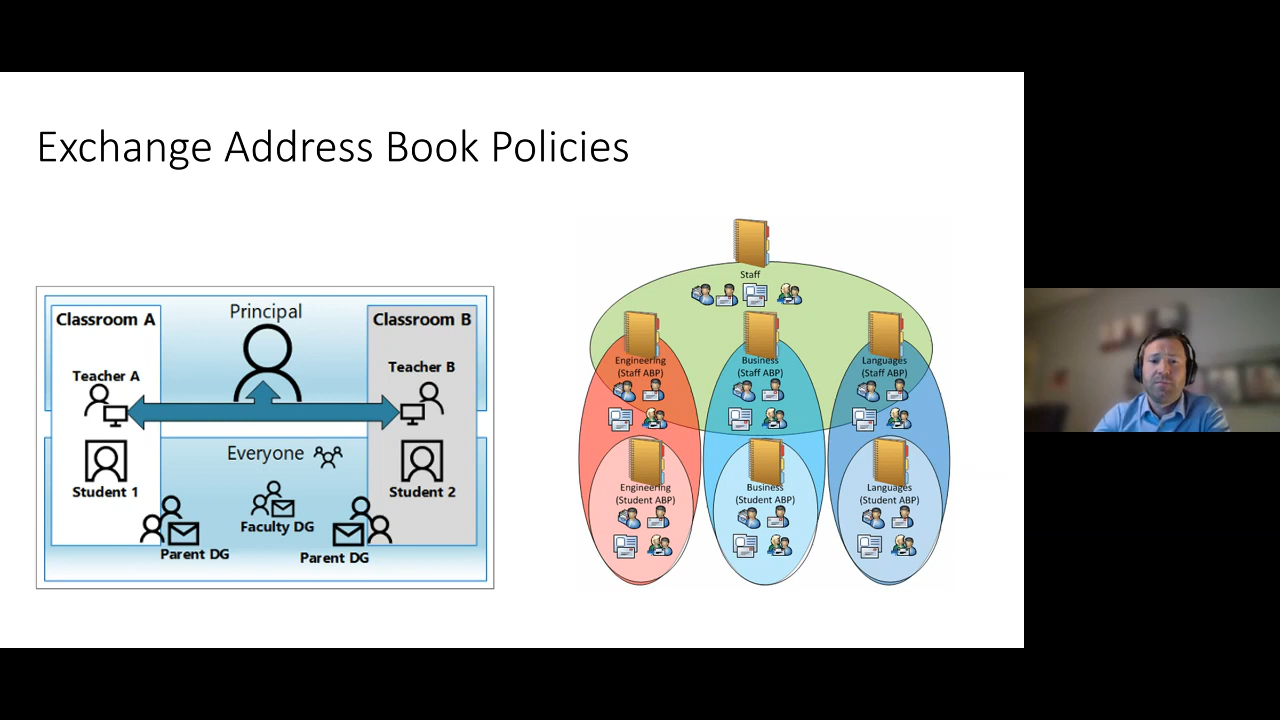 Exchange Address Book Policies
Classroom A
Principal
Classroom B
Teacher A
Teacher B
Student 1
Everyone
Student 2
Faculty DG
Parent DG
Parent DG
Staff
Engineering
(Staff ABP)
Business
(Staff ABP)
Languages
(Staff ABP)
Engineering
(Student ABP)
Business
(Student ABP)
Languages
(Student ABP)